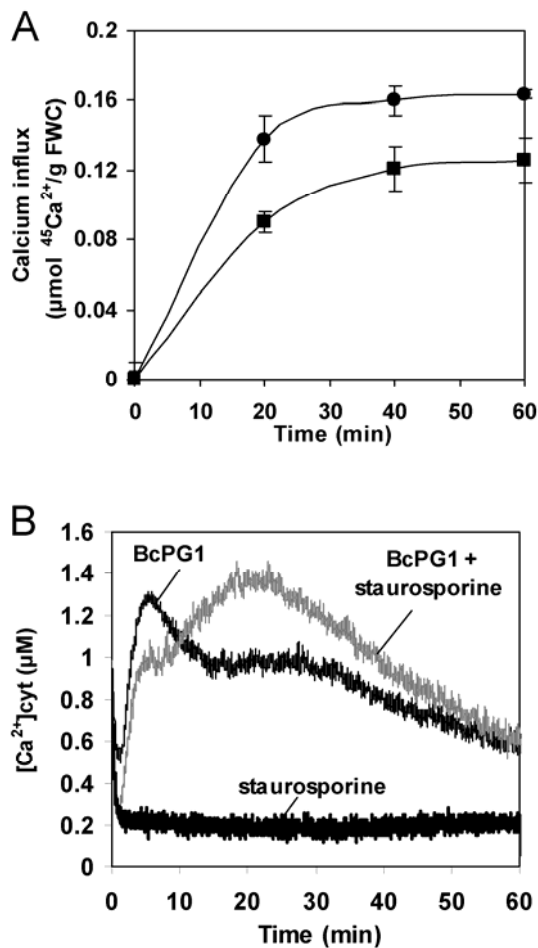 A
0.2
0.16
0.12
0.08
0.04
0
Calcium influx
(µmol ⁴⁵Ca²⁺/g FWC)
0 10 20 30 40 50 60
Time (min)
B
1.6
1.4
1.2
1
0.8
0.6
0.4
0.2
0
[Ca²⁺]cyt (µM)
BcPG1
BcPG1 +
staurosporine
staurosporine
0 10 20 30 40 50 60
Time (min)